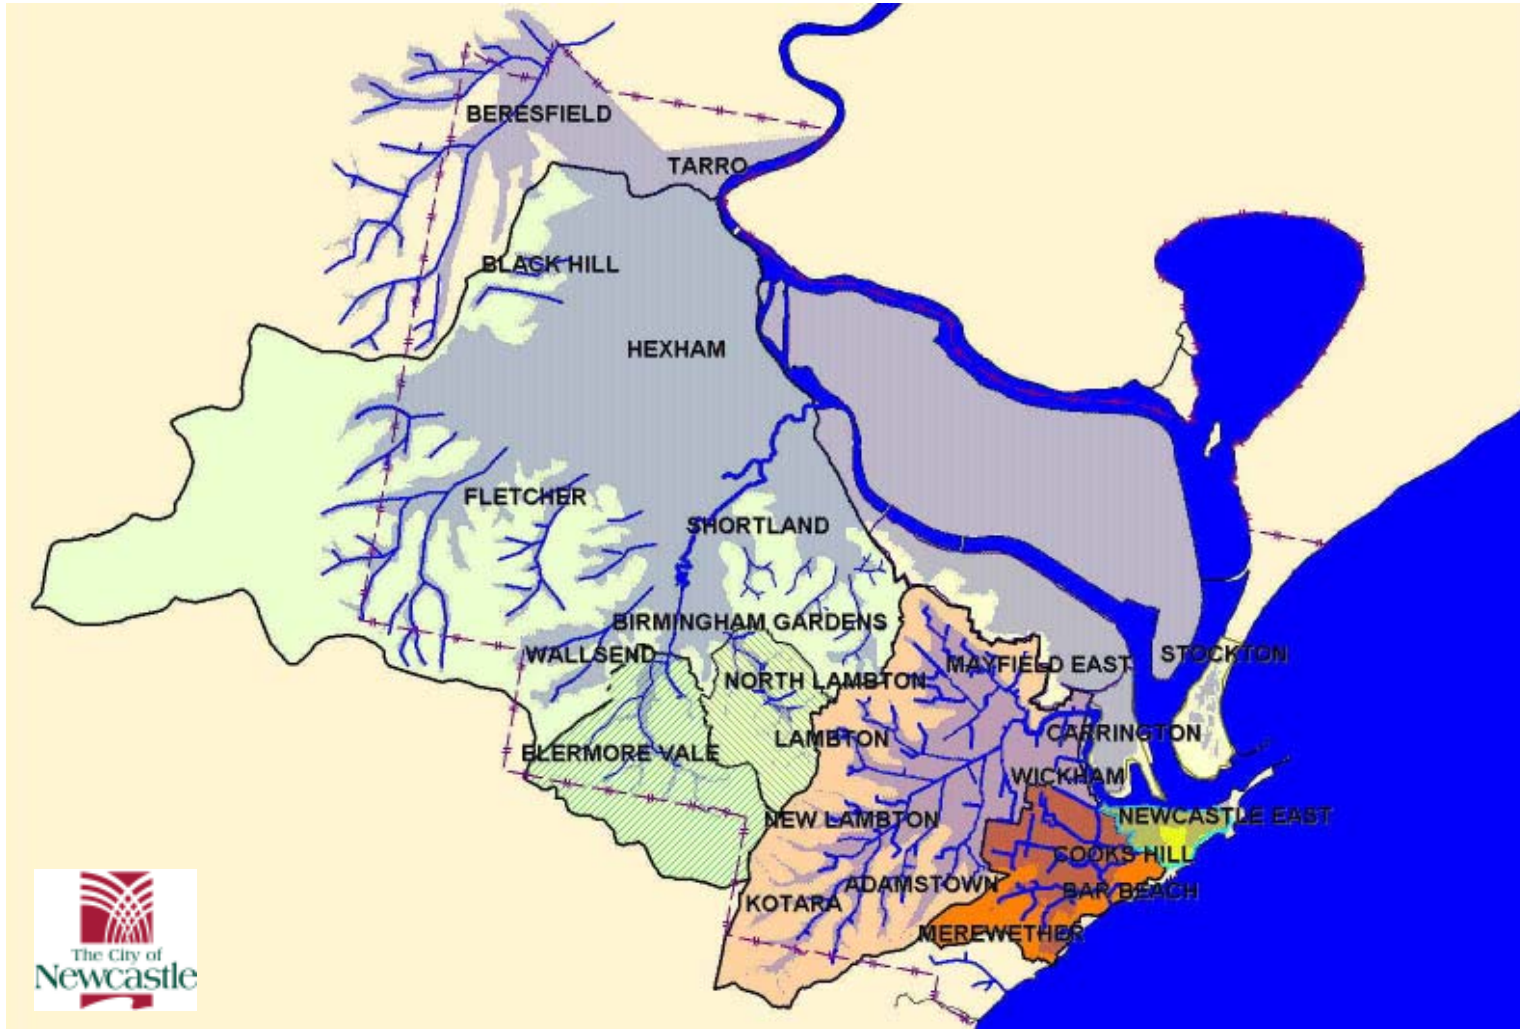 BERESFIELD
TARRO
BLACK HILL
HEXHAM
FLETCHER
SHORTLAND
BIRMINGHAM GARDENS
WALLSEND
MAYFIELD EAST
STOCKTON
NORTH LAMBTON
LAMBTON
CARRINGTON
ELERMORE VALE
WICKHAM
NEW LAMBTON
NEWCASTLE EAST
COOKS HILL
ADAMSTOWN
BAR BEACH
KOTARA
MEREWETHER
The City of
Newcastle